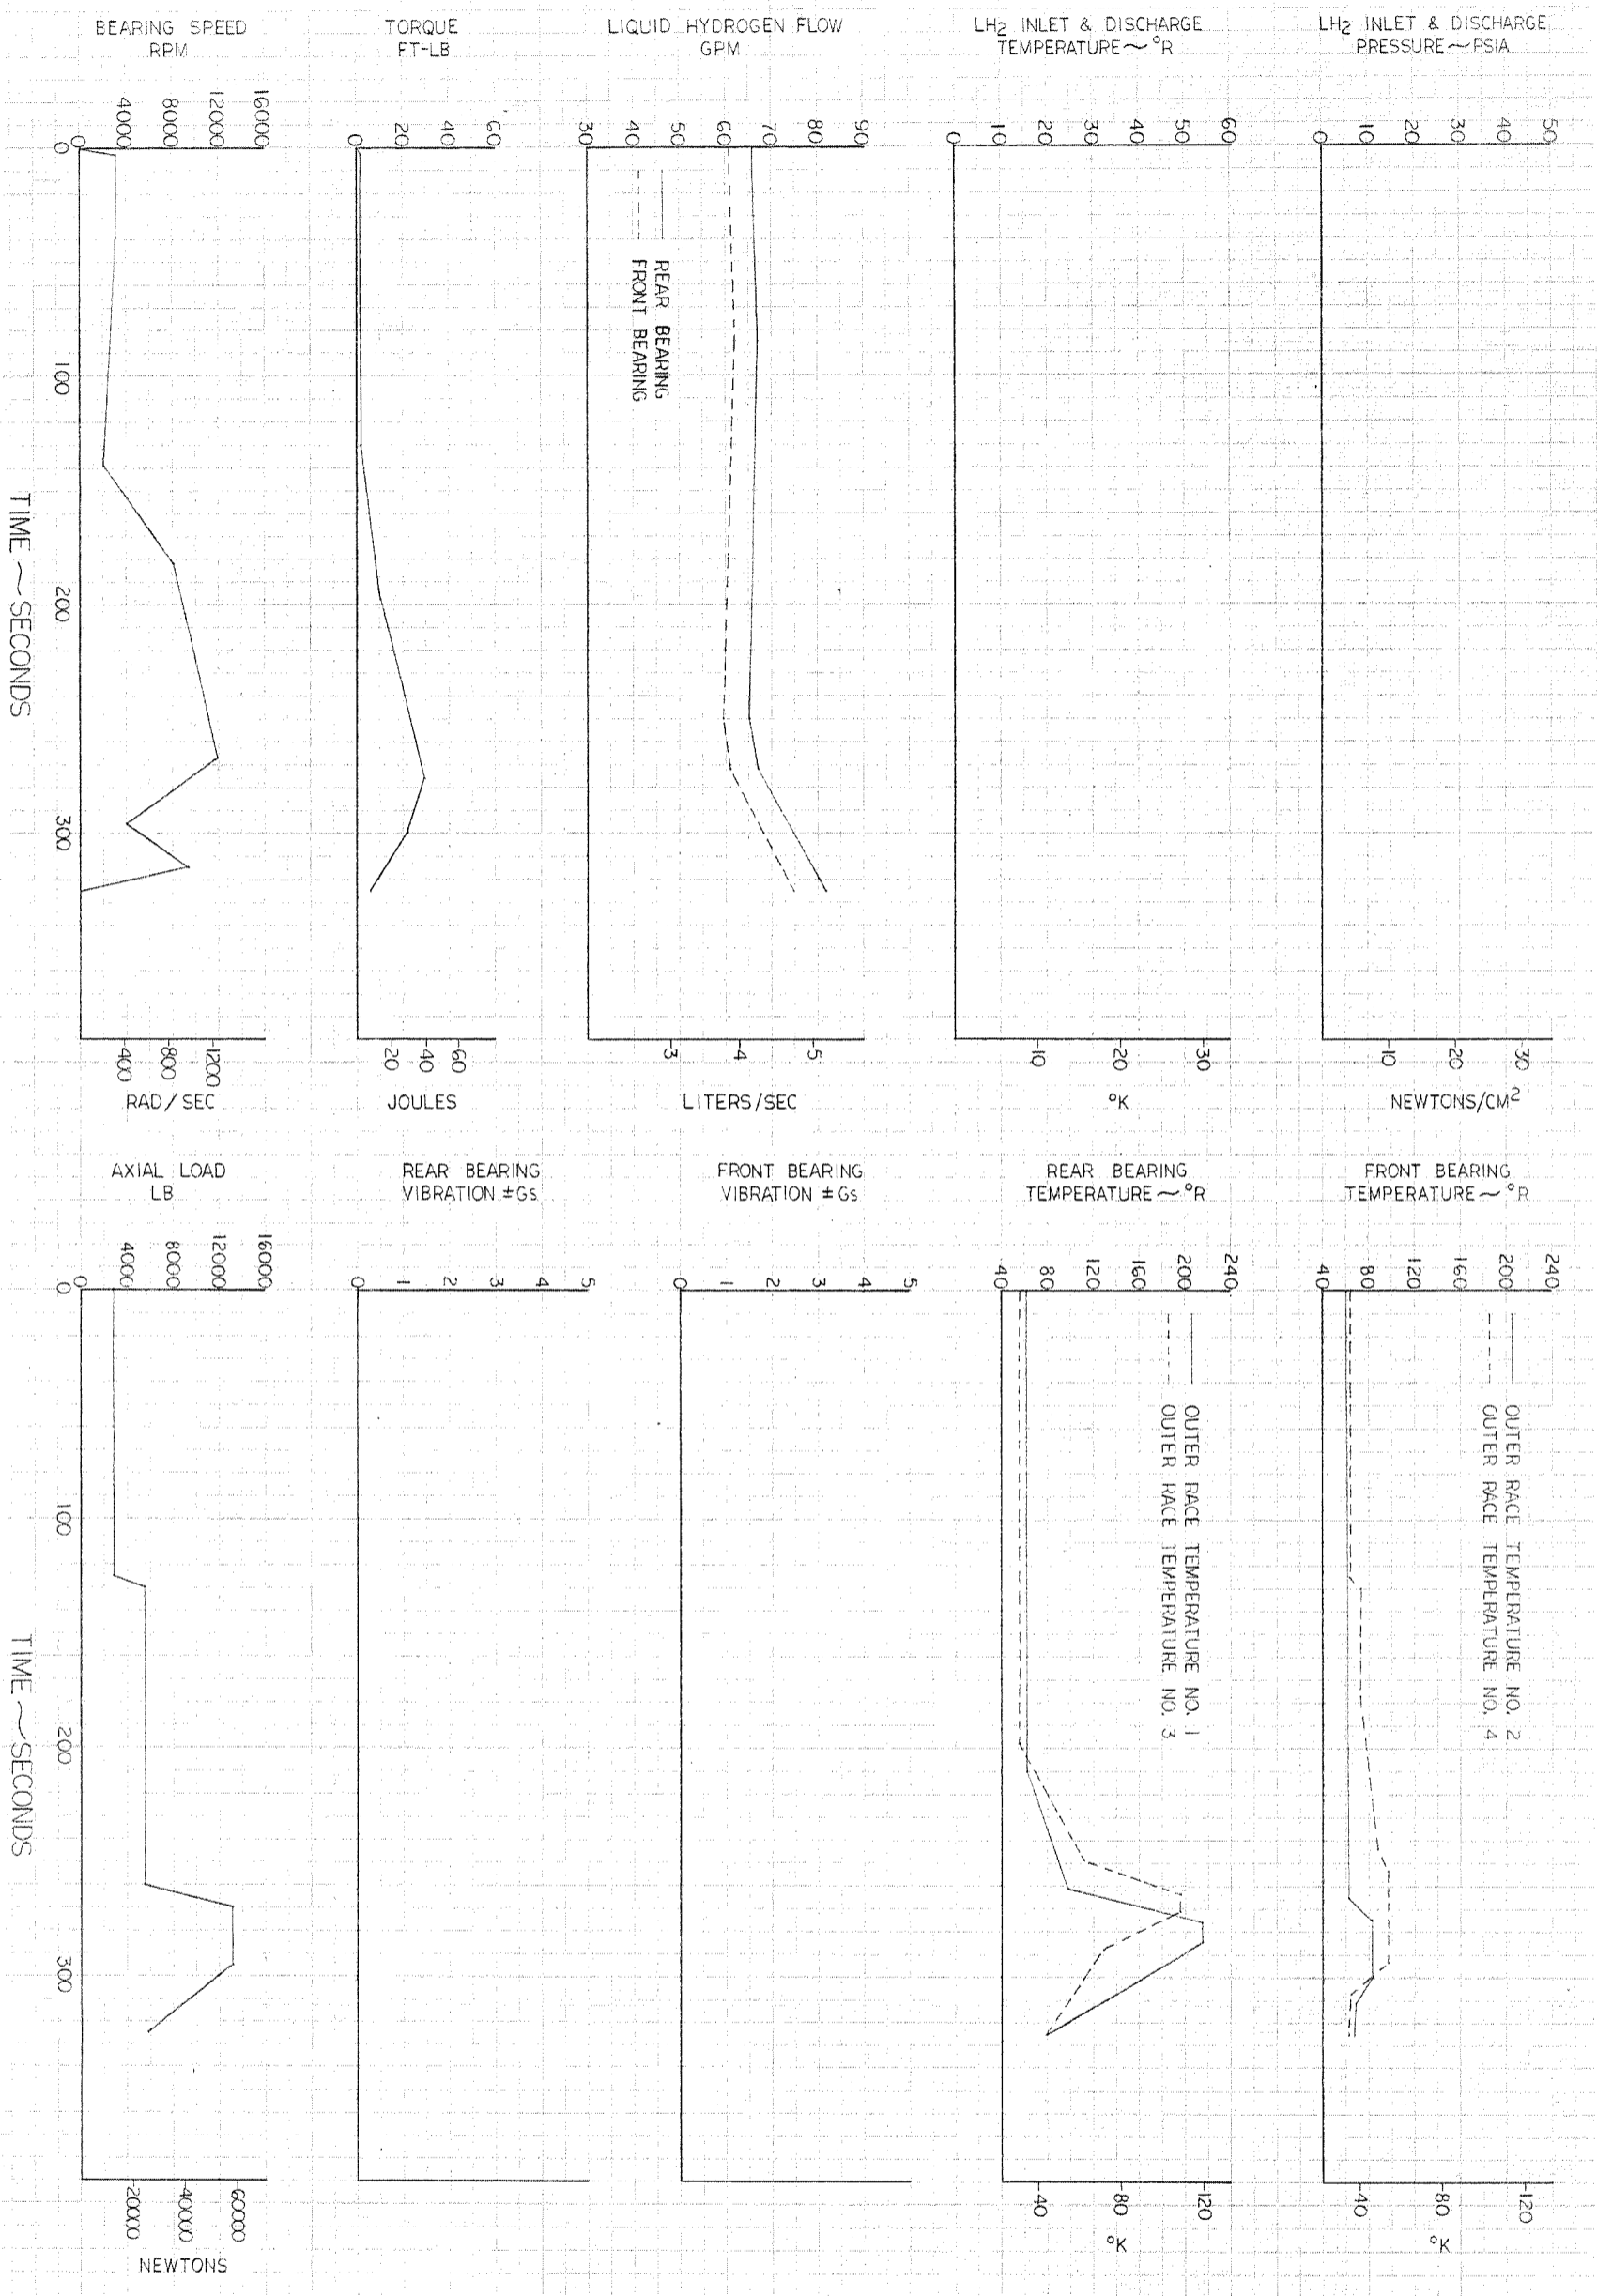 BEARING SPEED
RPM
16000
12000
8000
4000
0
TORQUE
FT-LB
60
40
20
0
LIQUID HYDROGEN FLOW
GPM
90
80
70
60
50
40
30
REAR BEARING
FRONT BEARING
LH2 INLET & DISCHARGE
TEMPERATURE~°R
60
50
40
30
20
10
0
LH2 INLET & DISCHARGE
PRESSURE~PSIA
50
40
30
20
10
0
0
100
200
300
TIME~SECONDS
400
800
1200
RAD/SEC
20
40
60
JOULES
3
4
5
LITERS/SEC
10
20
30
°K
10
20
30
NEWTONS/CM2
AXIAL LOAD
LB
16000
12000
8000
4000
0
REAR BEARING
VIBRATION ±Gs
5
4
3
2
1
0
FRONT BEARING
VIBRATION ±Gs
5
4
3
2
1
0
REAR BEARING
TEMPERATURE~°R
240
200
160
120
80
40
OUTER RACE TEMPERATURE NO. 1
OUTER RACE TEMPERATURE NO. 3
FRONT BEARING
TEMPERATURE~°R
240
200
160
120
80
40
OUTER RACE TEMPERATURE NO. 2
OUTER RACE TEMPERATURE NO. 4
0
100
200
300
TIME~SECONDS
20000
40000
60000
NEWTONS
40
80
120
°K
40
80
120
°K